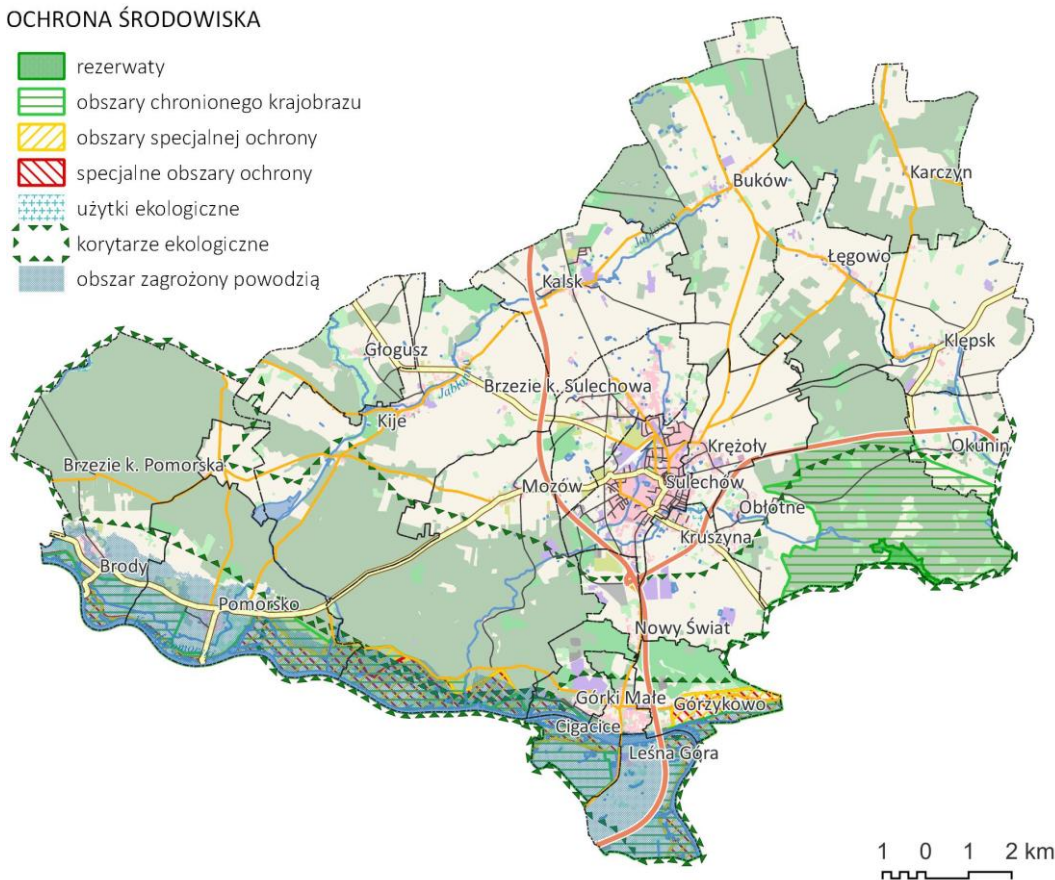 OCHRONA ŚRODOWISKA
rezerwaty
obszary chronionego krajobrazu
obszary specjalnej ochrony
specjalne obszary ochrony
użytki ekologiczne
korytarze ekologiczne
obszar zagrożony powodzią
Karczyn
Buków
Jabłonna
Łęgowo
Kalsk
Klępsk
Głogusz
Brzezie k. Sulechowa
Jabłonna
Kije
Krężoły
Okunin
Brzezie k. Pomorska
Mozów
Sulechów
Obłotne
Kruszyna
Brody
Pomorsko
Nowy Świat
Górki Małe
Górzykowo
Cigacice
Leśna Góra
1 0 1 2 km